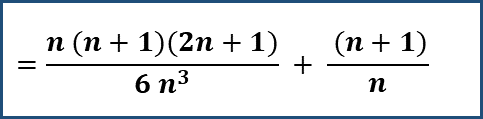 = n (n + 1)(2n + 1) / 6 n³ + (n + 1) / n